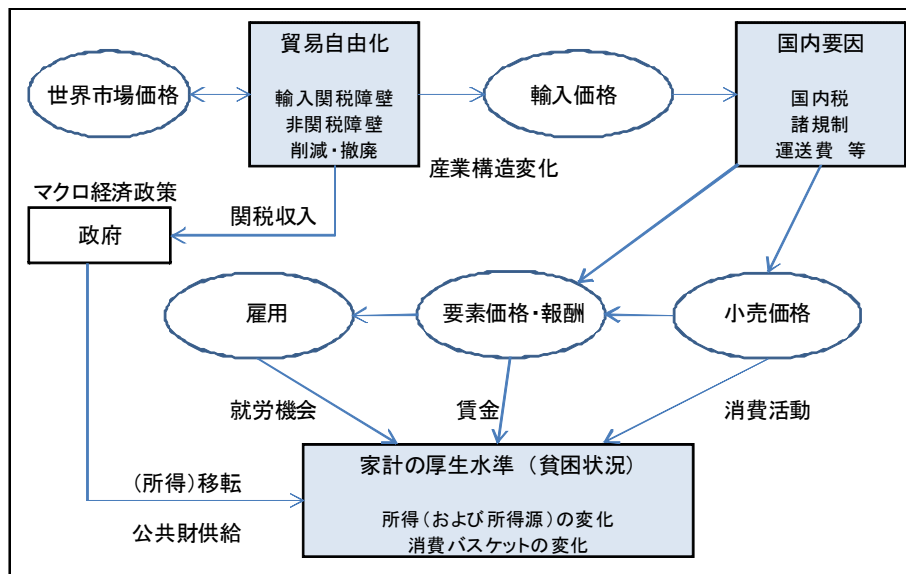 貿易自由化
国内要因
世界市場価格
輸入関税障壁
非関税障壁
削減・撤廃
輸入価格
国内税
諸規制
運送費 等
産業構造変化
マクロ経済政策
政府
関税収入
雇用
要素価格・報酬
小売価格
就労機会
賃金
消費活動
家計の厚生水準 (貧困状況)
(所得)移転
公共財供給
所得(および所得源)の変化
消費バスケットの変化